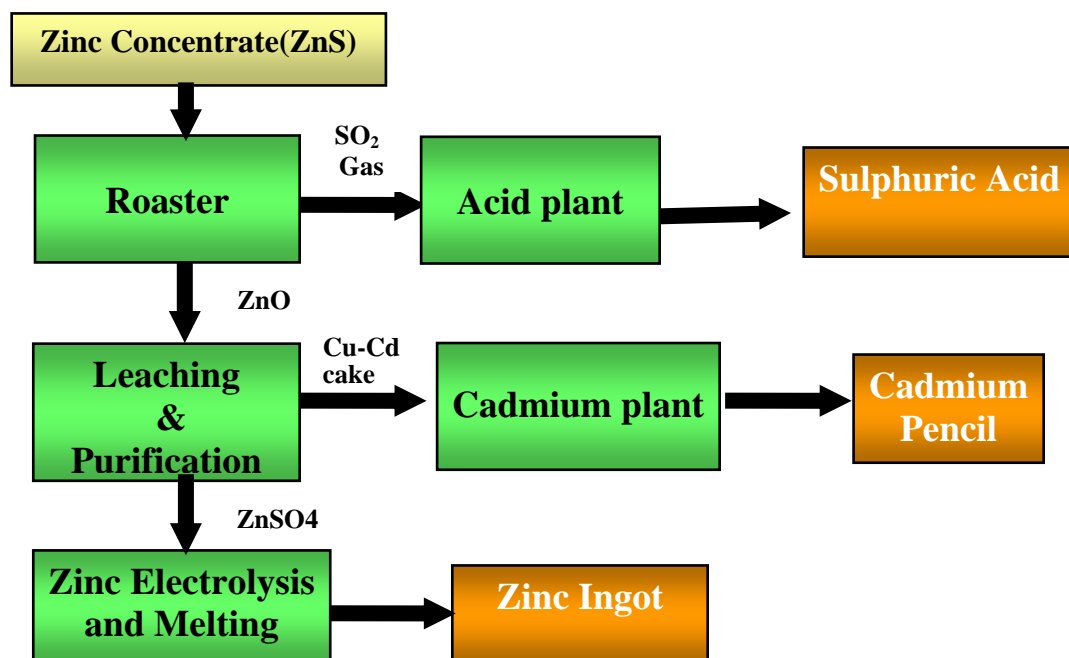 Zinc Concentrate(ZnS)
SO₂
Gas
Roaster
Acid plant
Sulphuric Acid
ZnO
Cu-Cd
cake
Leaching
&
Purification
Cadmium plant
Cadmium
Pencil
ZnSO4
Zinc Electrolysis
and Melting
Zinc Ingot